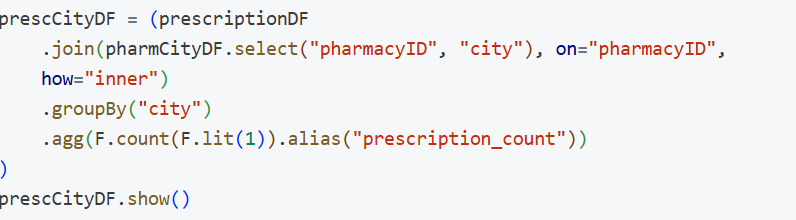 prescCityDF = (prescriptionDF
    .join(pharmCityDF.select("pharmacyID", "city"), on="pharmacyID",
    how="inner")
    .groupBy("city")
    .agg(F.count(F.lit(1)).alias("prescription_count"))
)
prescCityDF.show()